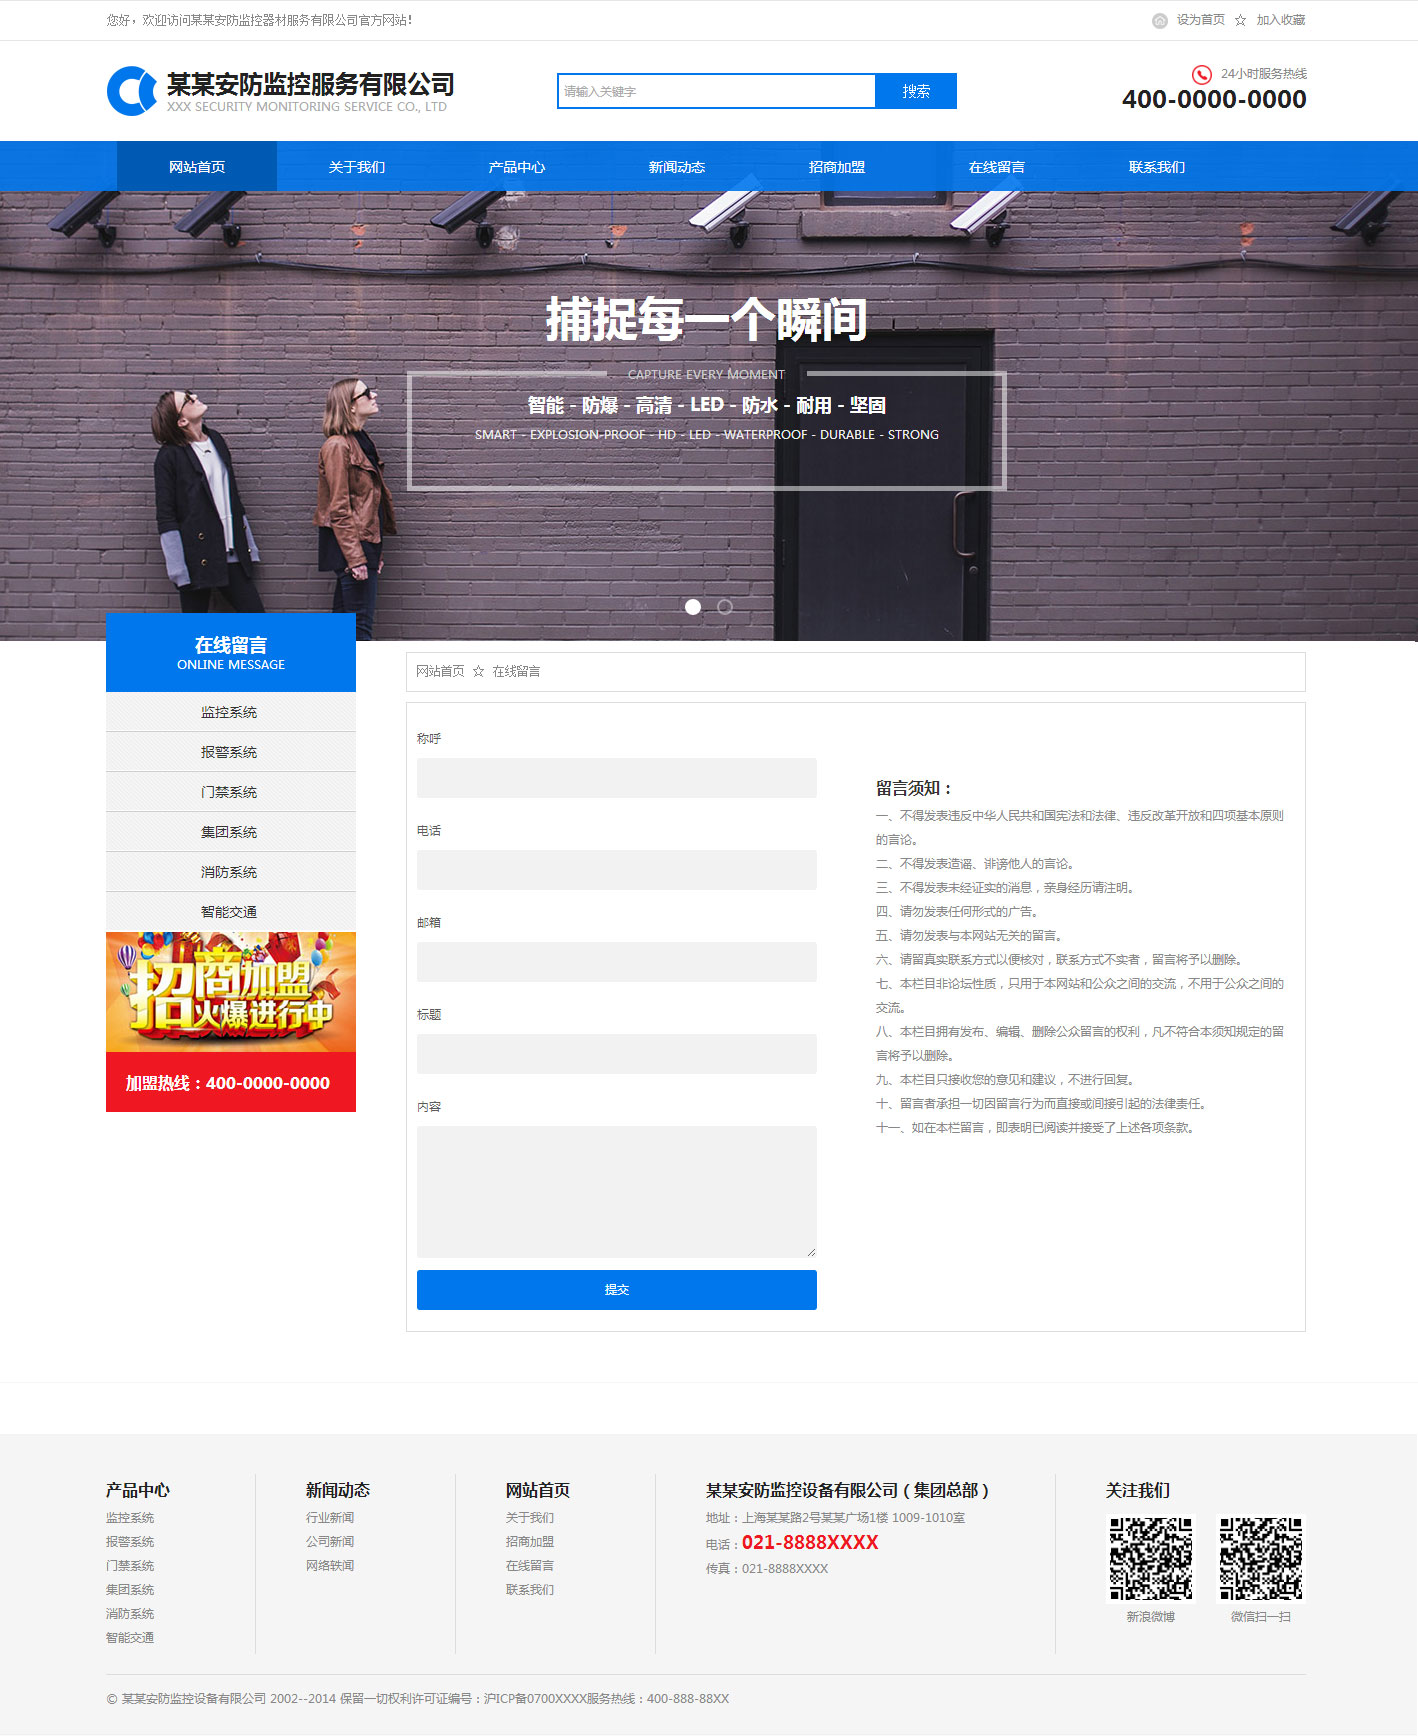 您好，欢迎访问某某安防监控器材服务有限公司官方网站！
设为首页 ☆ 加入收藏
某某安防监控服务有限公司
XXX SECURITY MONITORING SERVICE CO., LTD
请输入关键字
搜索
24小时服务热线
400-0000-0000
网站首页 关于我们 产品中心 新闻动态 招商加盟 在线留言 联系我们
捕捉每一个瞬间
CAPTURE EVERY MOMENT
智能 - 防爆 - 高清 - LED - 防水 - 耐用 - 坚固
SMART - EXPLOSION-PROOF - HD - LED - WATERPROOF - DURABLE - STRONG
在线留言
ONLINE MESSAGE
监控系统
报警系统
门禁系统
集团系统
消防系统
智能交通
招商加盟
火爆进行中
加盟热线：400-0000-0000
网站首页 ☆ 在线留言
称呼
电话
邮箱
标题
内容
提交
留言须知：
一、不得发表违反中华人民共和国宪法和法律、违反改革开放和四项基本原则
的言论。
二、不得发表造谣、诽谤他人的言论。
三、不得发表未经证实的消息，亲身经历请注明。
四、请勿发表任何形式的广告。
五、请勿发表与本网站无关的留言。
六、请留真实联系方式以便核对，联系方式不实者，留言将予以删除。
七、本栏目非论坛性质，只用于本网站和公众之间的交流，不用于公众之间的
交流。
八、本栏目拥有发布、编辑、删除公众留言的权利，凡不符合本须知规定的留
言将予以删除。
九、本栏目只接收您的意见和建议，不进行回复。
十、留言者承担一切因留言行为而直接或间接引起的法律责任。
十一、如在本栏留言，即表明已阅读并接受了上述各项条款。
产品中心
监控系统
报警系统
门禁系统
集团系统
消防系统
智能交通
新闻动态
行业新闻
公司新闻
网络轶闻
网站首页
关于我们
招商加盟
在线留言
联系我们
某某安防监控设备有限公司（集团总部）
地址：上海某某路2号某某广场1楼 1009-1010室
电话：021-8888XXXX
传真：021-8888XXXX
关注我们
新浪微博
微信扫一扫
© 某某安防监控设备有限公司 2002--2014 保留一切权利许可证编号：沪ICP备0700XXXX服务热线：400-888-88XX